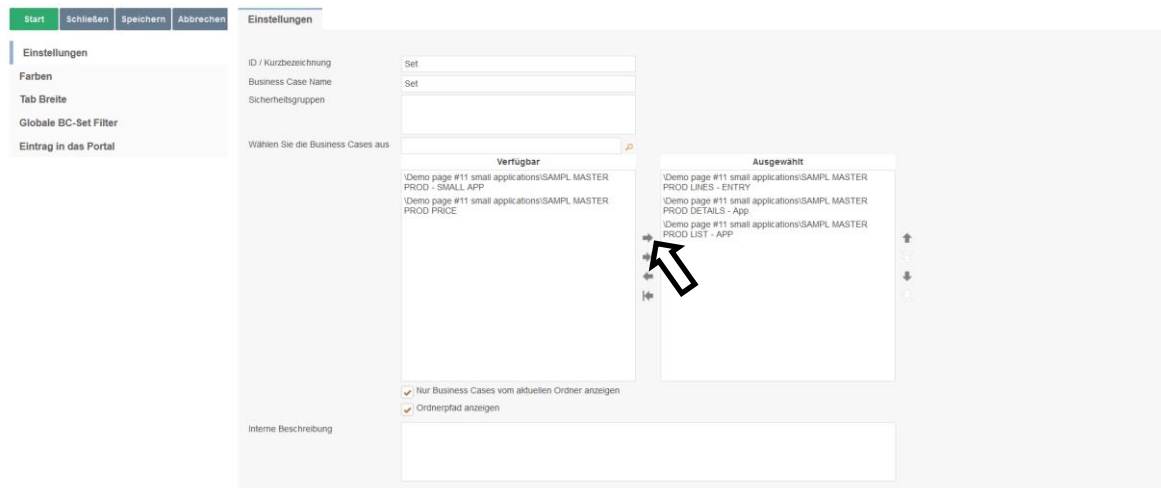 Start Schließen Speichern Abbrechen
Einstellungen
Einstellungen
Farben
Tab Breite
Globale BC-Set Filter
Eintrag in das Portal
ID / Kurzbezeichnung Set
Business Case Name Set
Sicherheitsgruppen
Wählen Sie die Business Cases aus
Verfügbar
\Demo page #11 small applications\SAMPL MASTER
PROD - SMALL APP
\Demo page #11 small applications\SAMPL MASTER
PROD PRICE
Ausgewählt
\Demo page #11 small applications\SAMPL MASTER
PROD LINES - ENTRY
\Demo page #11 small applications\SAMPL MASTER
PROD DETAILS - App
\Demo page #11 small applications\SAMPL MASTER
PROD LIST - APP
Nur Business Cases vom aktuellen Ordner anzeigen
Ordnerpfad anzeigen
Interne Beschreibung